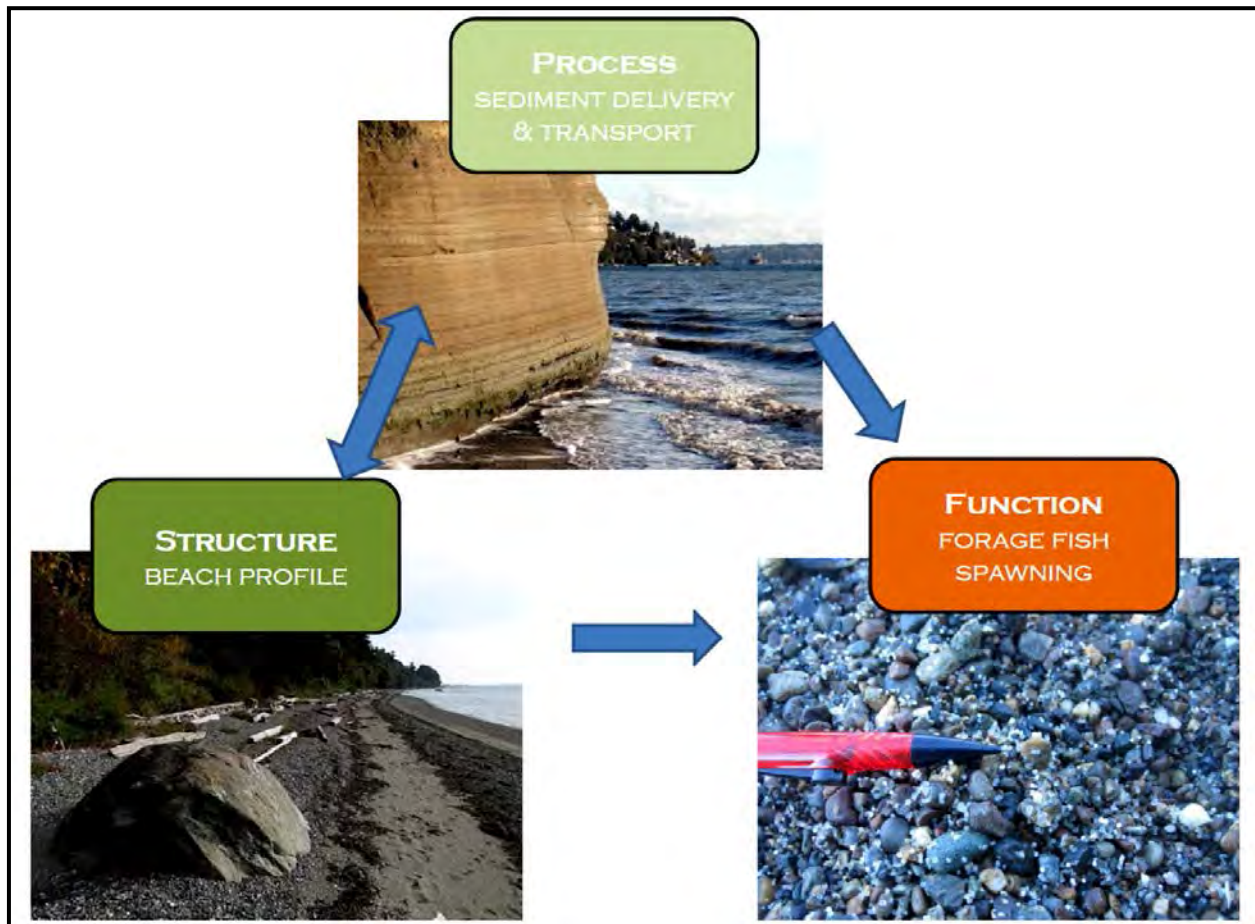 PROCESS
SEDIMENT DELIVERY
& TRANSPORT
STRUCTURE
BEACH PROFILE
FUNCTION
FORAGE FISH
SPAWNING